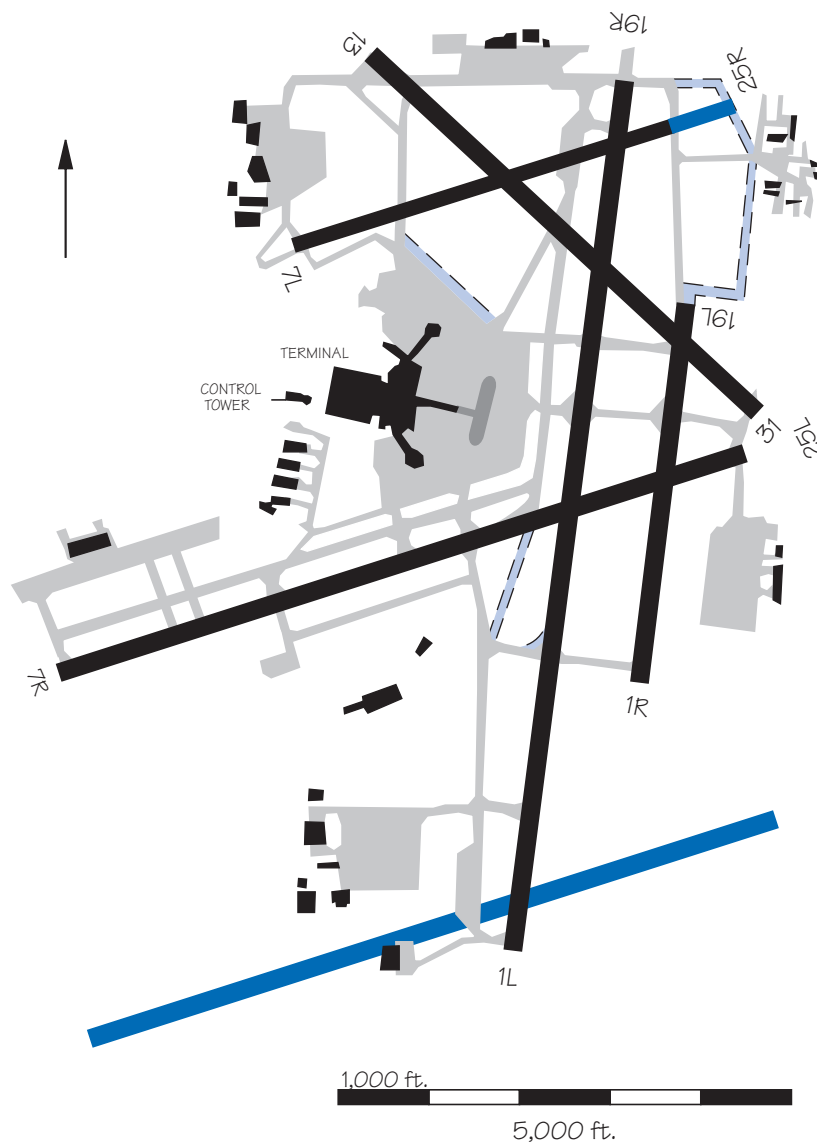 13
19R
25R
7L
19L
TERMINAL
CONTROL
TOWER
31
25L
7R
1R
1L
1,000 ft.
5,000 ft.